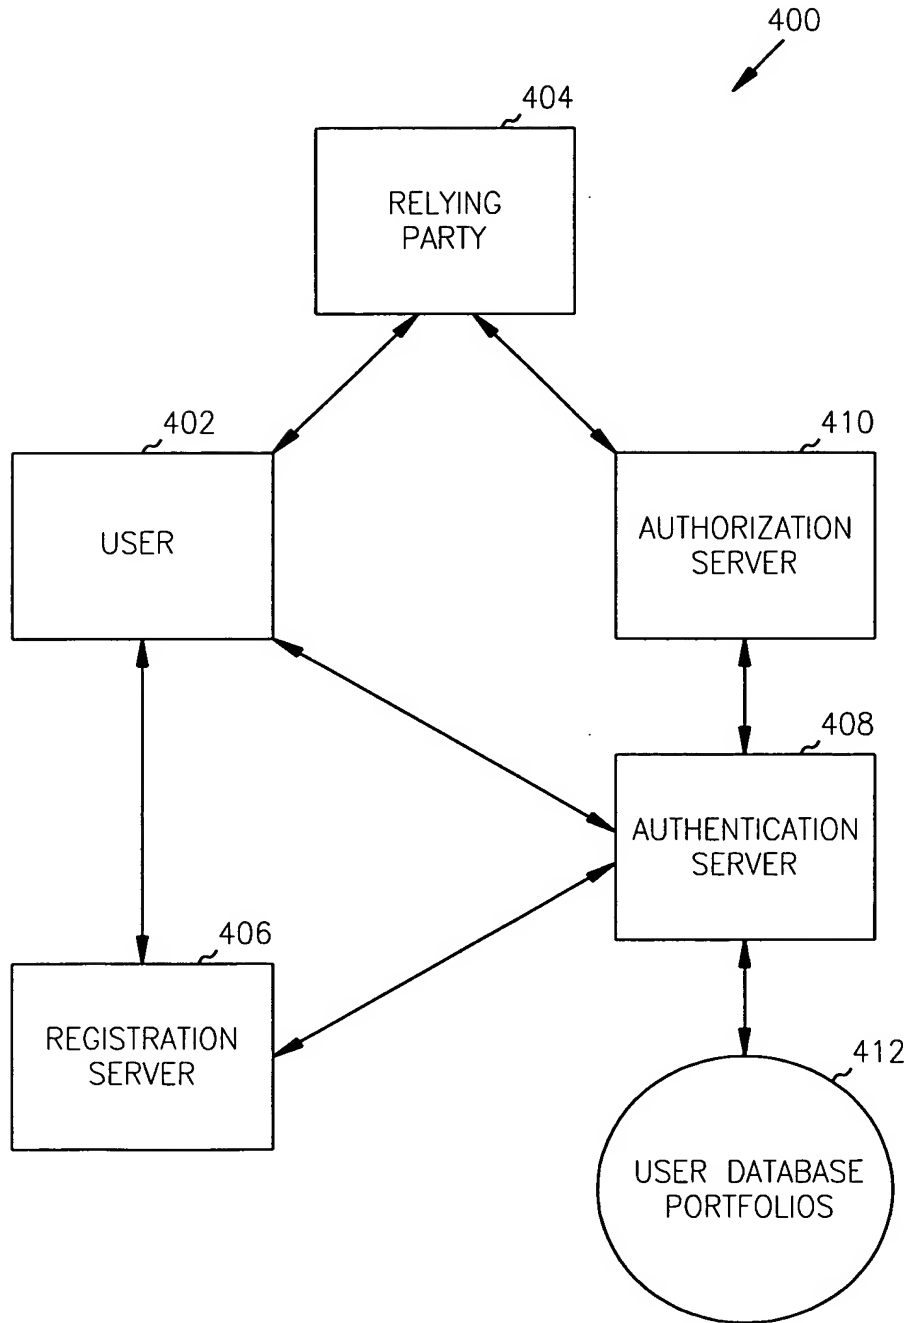 400
404
RELYING
PARTY
402
USER
410
AUTHORIZATION
SERVER
408
AUTHENTICATION
SERVER
406
REGISTRATION
SERVER
412
USER DATABASE
PORTFOLIOS